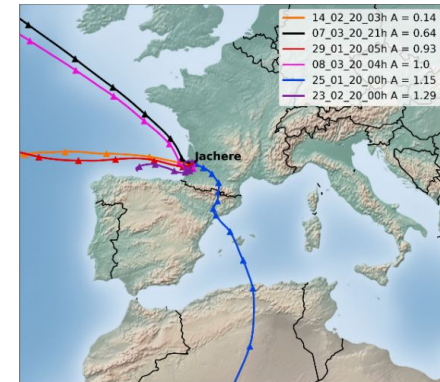 14_02_20_03h A = 0.14
07_03_20_21h A = 0.64
29_01_20_05h A = 0.93
08_03_20_04h A = 1.0
25_01_20_00h A = 1.15
23_02_20_00h A = 1.29
Jachere